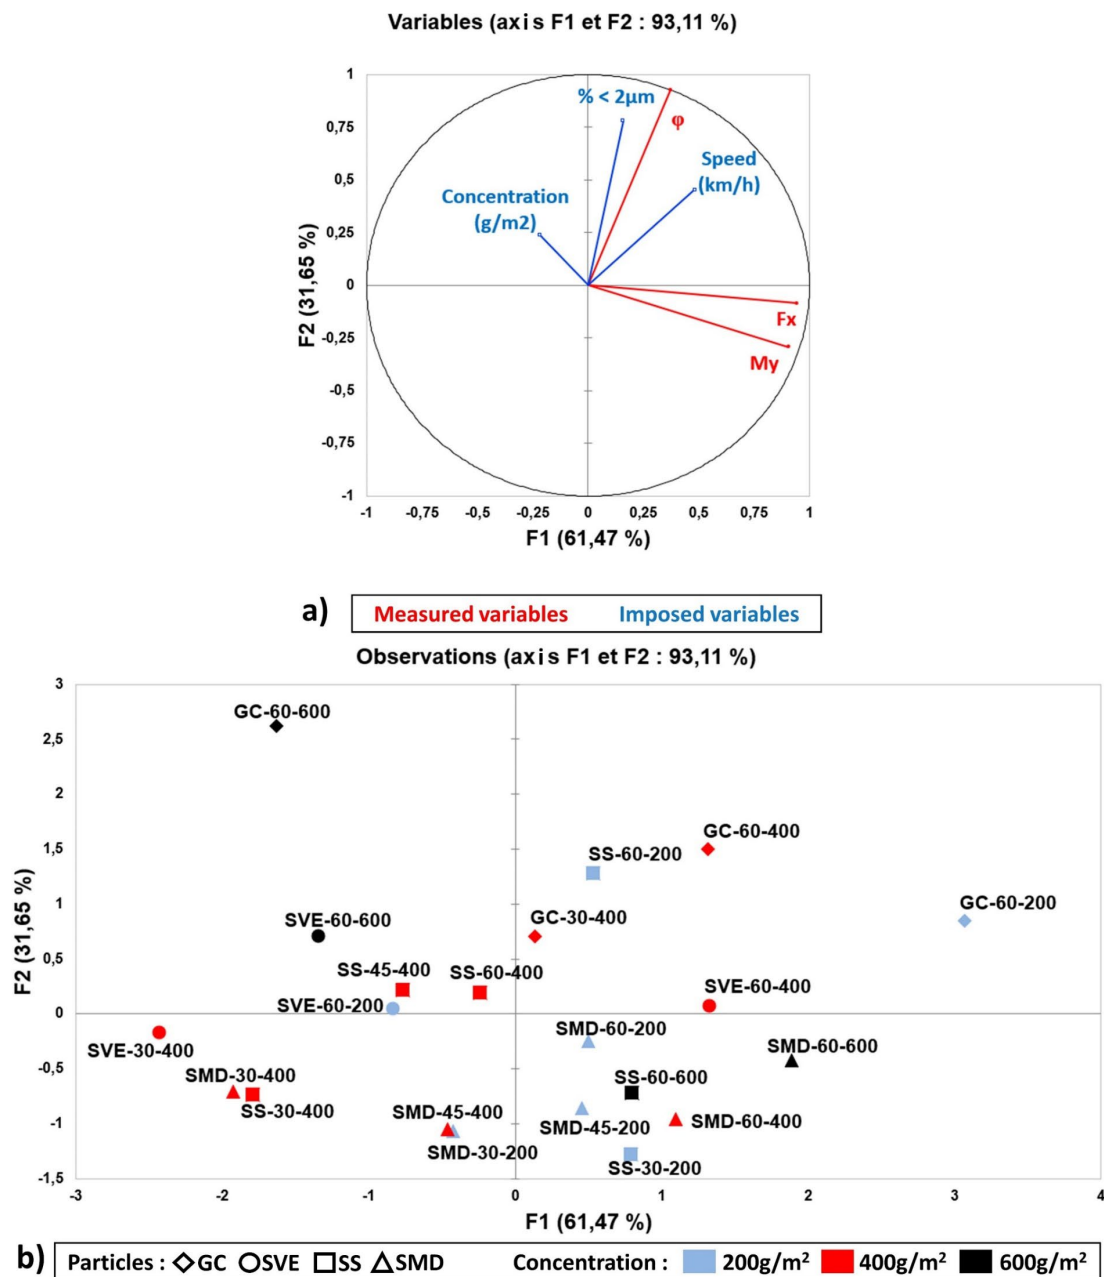 Variables (axis F1 et F2 : 93,11 %)
1
% < 2µm
0,75
φ
Speed
(km/h)
0,5
Concentration
(g/m2)
0,25
F2 (31,65 %)
0
Fx
-0,25
My
-0,5
-0,75
-1
-1 -0,75 -0,5 -0,25 0 0,25 0,5 0,75 1
F1 (61,47 %)
a) Measured variables Imposed variables
Observations (axis F1 et F2 : 93,11 %)
3
GC-60-600
2,5
2
GC-60-400
1,5
SS-60-200
F2 (31,65 %)
1
GC-60-200
SVE-60-600
GC-30-400
0,5
SS-45-400
SS-60-400
SVE-60-400
SVE-60-200
0
SMD-60-200
SVE-30-400
SMD-60-600
-0,5
SMD-30-400
SS-60-600
SS-30-400
SMD-45-400
-1
SMD-45-200
SMD-60-400
SMD-30-200
SS-30-200
-1,5
-3 -2 -1 0 1 2 3 4
F1 (61,47 %)
b) Particles : GC SVE SS SMD Concentration : 200g/m² 400g/m² 600g/m²